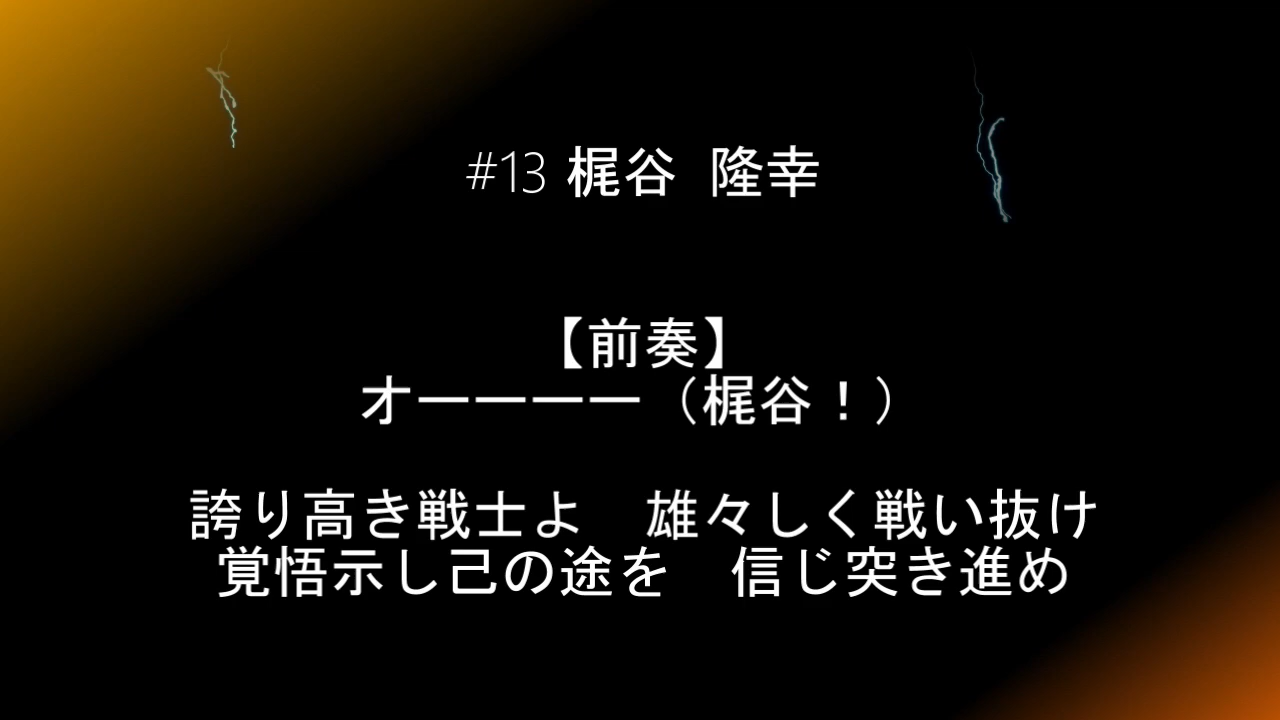 #13 梶谷 隆幸
【前奏】
オーーーー（梶谷！）
誇り高き戦士よ　雄々しく戦い抜け
覚悟示し己の途を　信じ突き進め